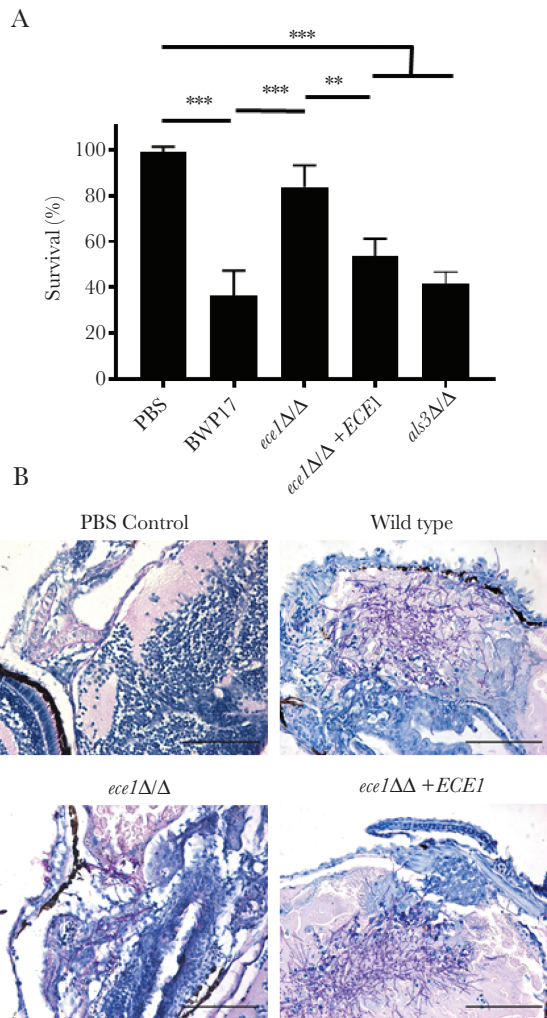 A
***
***
***
**
Survival (%)
100
80
60
40
20
0
PBS
BWP17
ece1Δ/Δ
ece1Δ/Δ +ECE1
als3Δ/Δ
B
PBS Control
Wild type
ece1Δ/Δ
ece1ΔΔ +ECE1